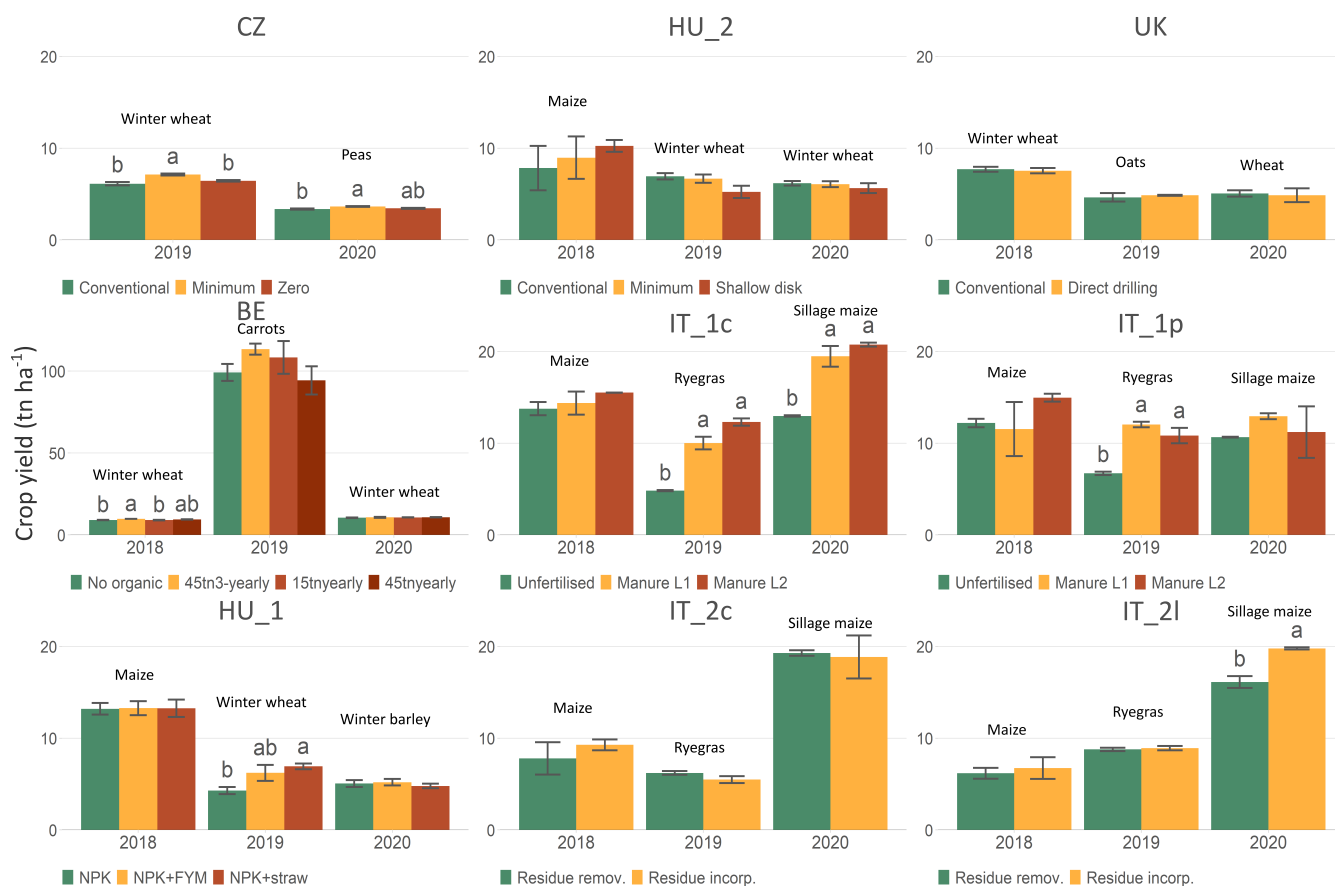 CZ
20
10
0
Winter wheat
b
a
b
Peas
b
a
ab
2019
2020
Conventional
Minimum
Zero
HU_2
20
10
0
Maize
Winter wheat
Winter wheat
2018
2019
2020
Conventional
Minimum
Shallow disk
UK
20
10
0
Winter wheat
Oats
Wheat
2018
2019
2020
Conventional
Direct drilling
Crop yield (tn ha⁻¹)
BE
100
50
0
Winter wheat
b
a
b
ab
Carrots
Winter wheat
2018
2019
2020
No organic
45tn3-yearly
15tnyearly
45tnyearly
IT_1c
20
10
0
Maize
Ryegras
b
a
a
Sillage maize
b
a
a
2018
2019
2020
Unfertilised
Manure L1
Manure L2
IT_1p
20
10
0
Maize
Ryegras
b
a
a
Sillage maize
2018
2019
2020
Unfertilised
Manure L1
Manure L2
HU_1
20
10
0
Maize
Winter wheat
b
ab
a
Winter barley
2018
2019
2020
NPK
NPK+FYM
NPK+straw
IT_2c
20
10
0
Maize
Ryegras
Sillage maize
2018
2019
2020
Residue remov.
Residue incorp.
IT_2l
20
10
0
Maize
Ryegras
Sillage maize
b
a
2018
2019
2020
Residue remov.
Residue incorp.